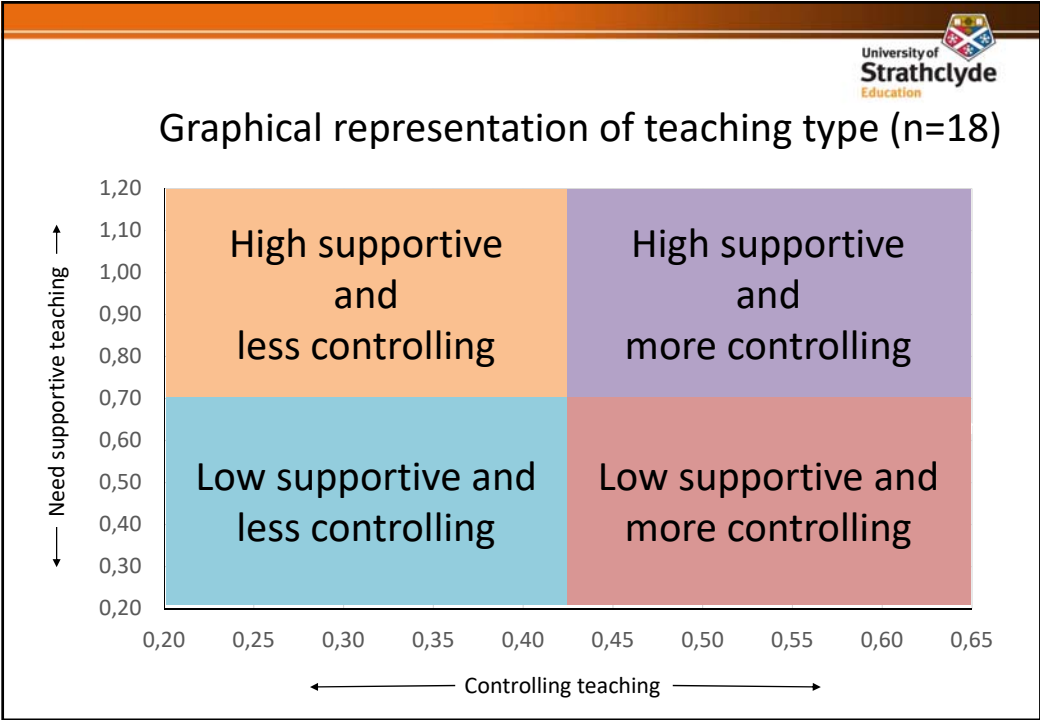 University of
Strathclyde
Education
Graphical representation of teaching type (n=18)
Need supportive teaching
1,20
1,10
1,00
0,90
0,80
0,70
0,60
0,50
0,40
0,30
0,20
High supportive
and
less controlling
High supportive
and
more controlling
Low supportive and
less controlling
Low supportive and
more controlling
0,20 0,25 0,30 0,35 0,40 0,45 0,50 0,55 0,60 0,65
Controlling teaching